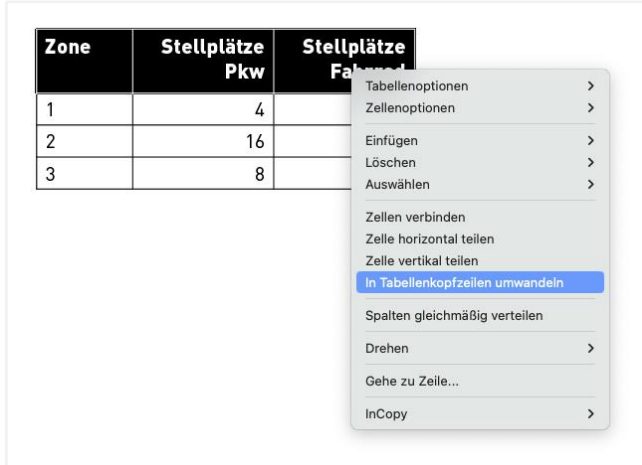 Zone Stellplätze Stellplätze
Pkw
1 4
2 16
3 8
Tabellenoptionen
Zellenoptionen
Einfügen
Löschen
Auswählen
Zellen verbinden
Zelle horizontal teilen
Zelle vertikal teilen
In Tabellenkopfzeilen umwandeln
Spalten gleichmäßig verteilen
Drehen
Gehe zu Zeile...
InCopy